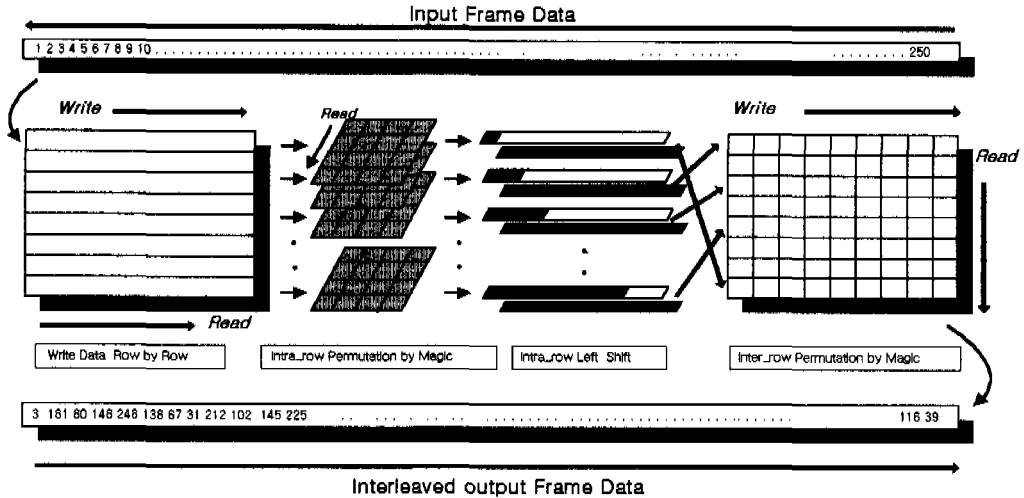 Input Frame Data
1 2 3 4 5 6 7 8 9 10 . . . . . . . . . . . . . . . . . . . . . . . . 250
Write
Read
Write
Read
Read
Write Data Row by Row
Intra_row Permutation by Magic
Intra_row Left Shift
Inter_row Permutation by Magic
3 181 80 148 248 138 67 31 212 102 145 225 . . . . . . . . . . . . . . . . . . . . 116 39
Interleaved output Frame Data